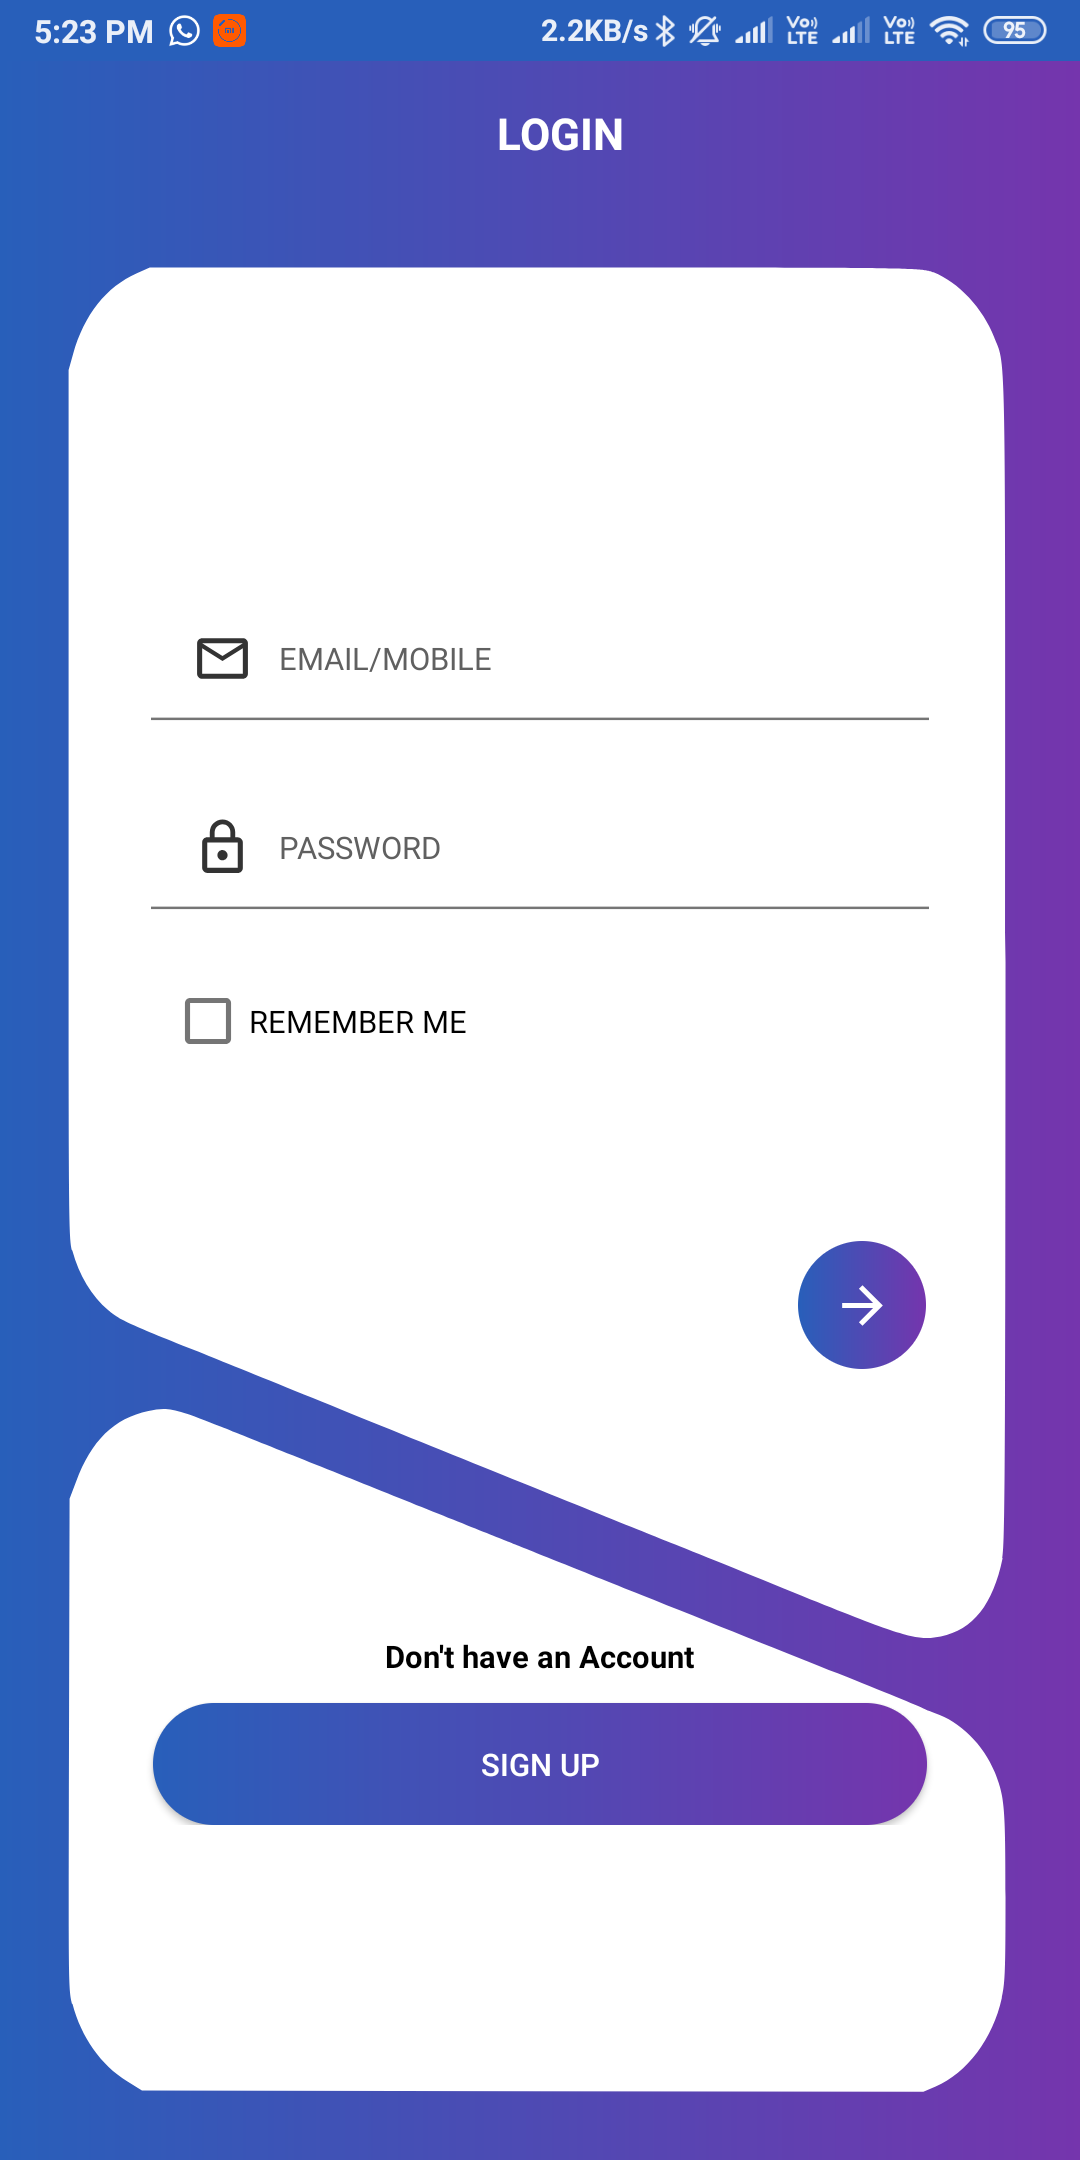 5:23 PM 2.2KB/s Vo) LTE Vo) LTE 95
LOGIN
EMAIL/MOBILE
PASSWORD
REMEMBER ME
Don't have an Account
SIGN UP